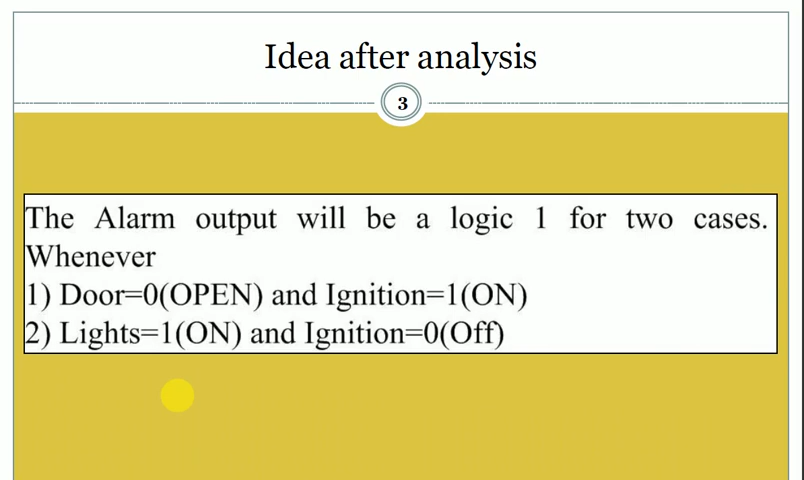 Idea after analysis
3
The Alarm output will be a logic 1 for two cases.
Whenever
1) Door=0(OPEN) and Ignition=1(ON)
2) Lights=1(ON) and Ignition=0(Off)